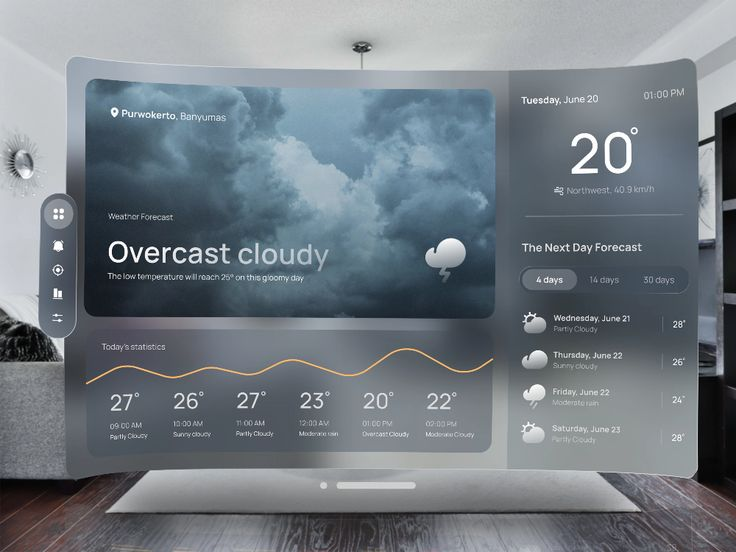 Purwokerto, Banyumas
Weather Forecast
Overcast cloudy
The low temperature will reach 25° on this gloomy day
Today's statistics
27°
09:00 AM
Partly Cloudy
26°
10:00 AM
Sunny cloudy
27°
11:00 AM
Partly Cloudy
23°
12:00 AM
Moderate rain
20°
01:00 PM
Overcast Cloudy
22°
02:00 PM
Moderate Cloudy
Tuesday, June 20
01:00 PM
20°
Northwest, 40.9 km/h
The Next Day Forecast
4 days
14 days
30 days
Wednesday, June 21
Partly Cloudy
28°
Thursday, June 22
Sunny cloudy
26°
Friday, June 22
Moderate rain
24°
Saturday, June 23
Partly Cloudy
28°